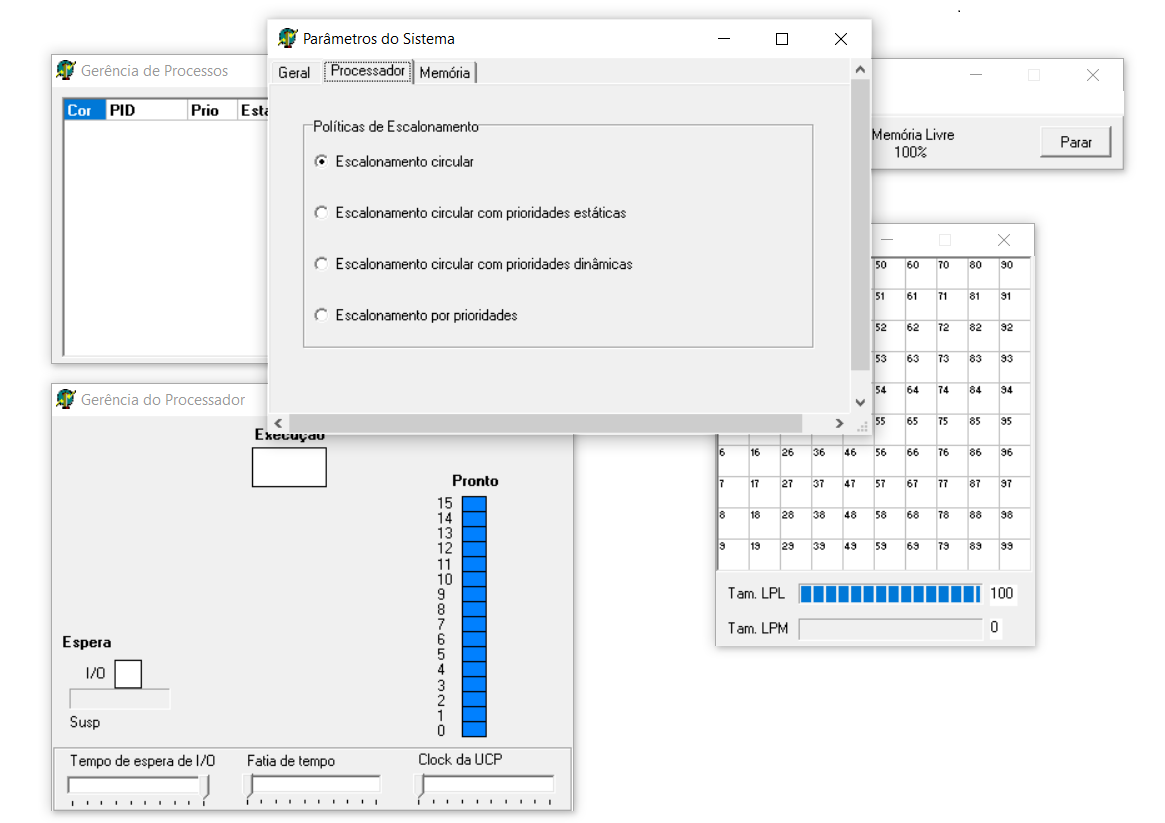 Parâmetros do Sistema
Geral Processador Memória
Políticas de Escalonamento
Escalonamento circular
Escalonamento circular com prioridades estáticas
Escalonamento circular com prioridades dinâmicas
Escalonamento por prioridades
Gerência de Processos
Cor PID Prio Esta
Memória Livre
100%
Parar
50 60 70 80 90
51 61 71 81 91
52 62 72 82 92
53 63 73 83 93
54 64 74 84 94
55 65 75 85 95
6 16 26 36 46 56 66 76 86 96
7 17 27 37 47 57 67 77 87 97
8 18 28 38 48 58 68 78 88 98
9 19 29 39 49 59 69 79 89 99
Tam. LPL 100
Tam. LPM 0
Gerência do Processador
Execução
Pronto
15
14
13
12
11
10
9
8
7
6
5
4
3
2
1
0
Espera
I/O
Susp
Tempo de espera de I/O Fatia de tempo Clock da UCP